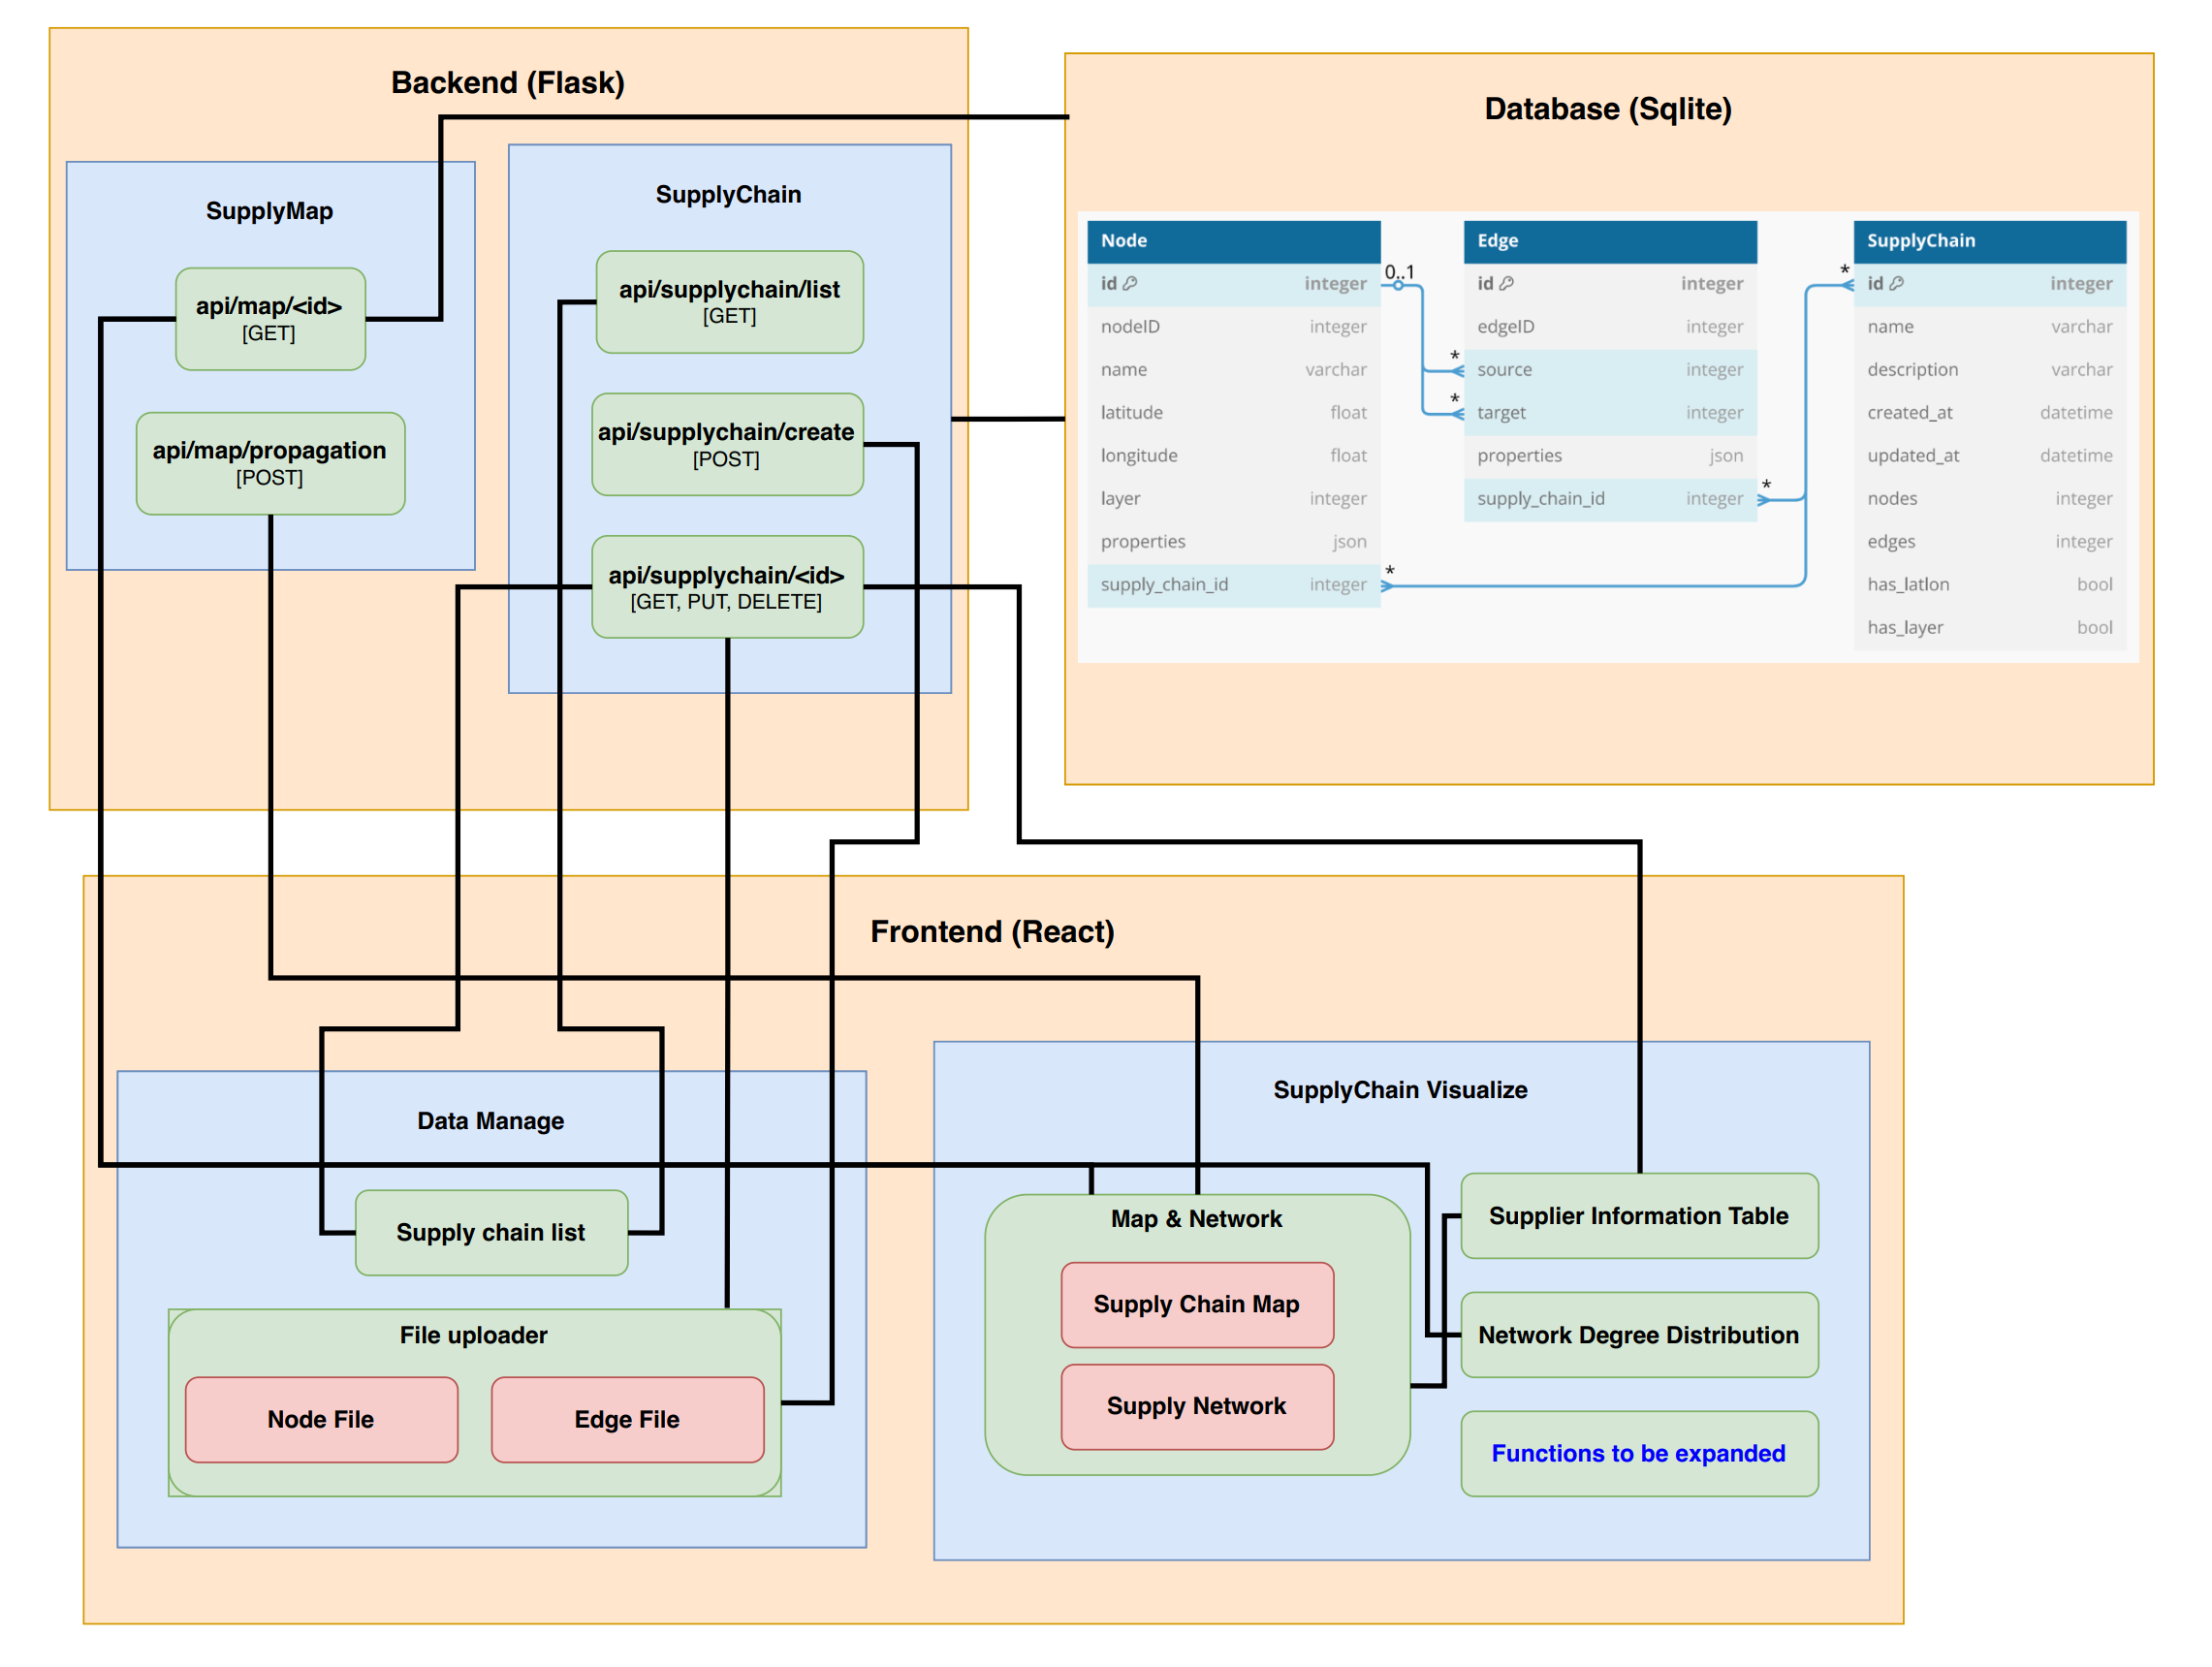 Backend (Flask)
SupplyMap
api/map/<id>
[GET]
api/map/propagation
[POST]
SupplyChain
api/supplychain/list
[GET]
api/supplychain/create
[POST]
api/supplychain/<id>
[GET, PUT, DELETE]
Database (Sqlite)
Node
id integer
nodeID integer
name varchar
latitude float
longitude float
layer integer
properties json
supply_chain_id integer
0..1
*
*
*
*
*
Edge
id integer
edgeID integer
source integer
target integer
properties json
supply_chain_id integer
SupplyChain
id integer
name varchar
description varchar
created_at datetime
updated_at datetime
nodes integer
edges integer
has_latlon bool
has_layer bool
Frontend (React)
Data Manage
Supply chain list
File uploader
Node File
Edge File
SupplyChain Visualize
Map & Network
Supply Chain Map
Supply Network
Supplier Information Table
Network Degree Distribution
Functions to be expanded